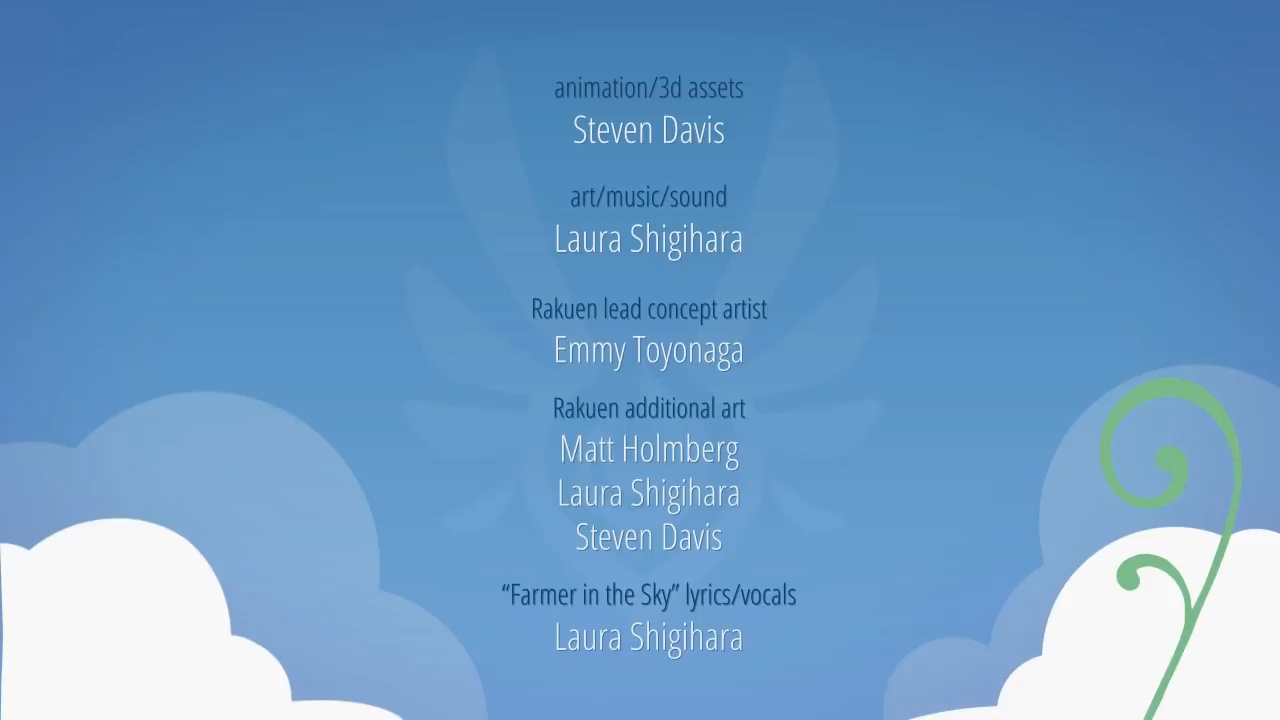 animation/3d assets
Steven Davis
art/music/sound
Laura Shigihara
Rakuen lead concept artist
Emmy Toyonaga
Rakuen additional art
Matt Holmberg
Laura Shigihara
Steven Davis
“Farmer in the Sky” lyrics/vocals
Laura Shigihara